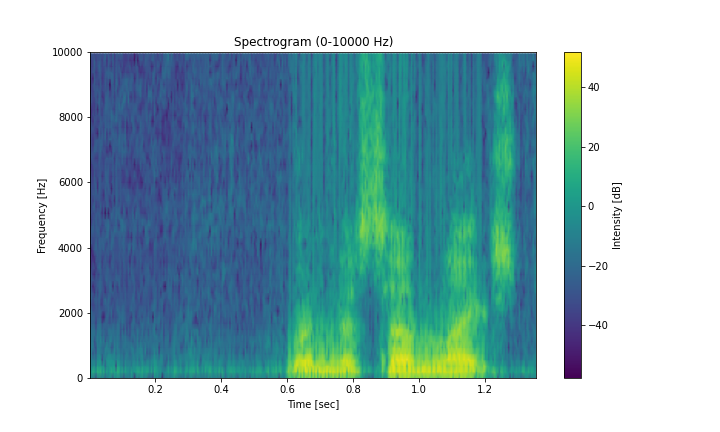 Spectrogram (0-10000 Hz)
10000
8000
6000
4000
2000
0
Frequency [Hz]
0.2 0.4 0.6 0.8 1.0 1.2
Time [sec]
40
20
0
−20
−40
Intensity [dB]